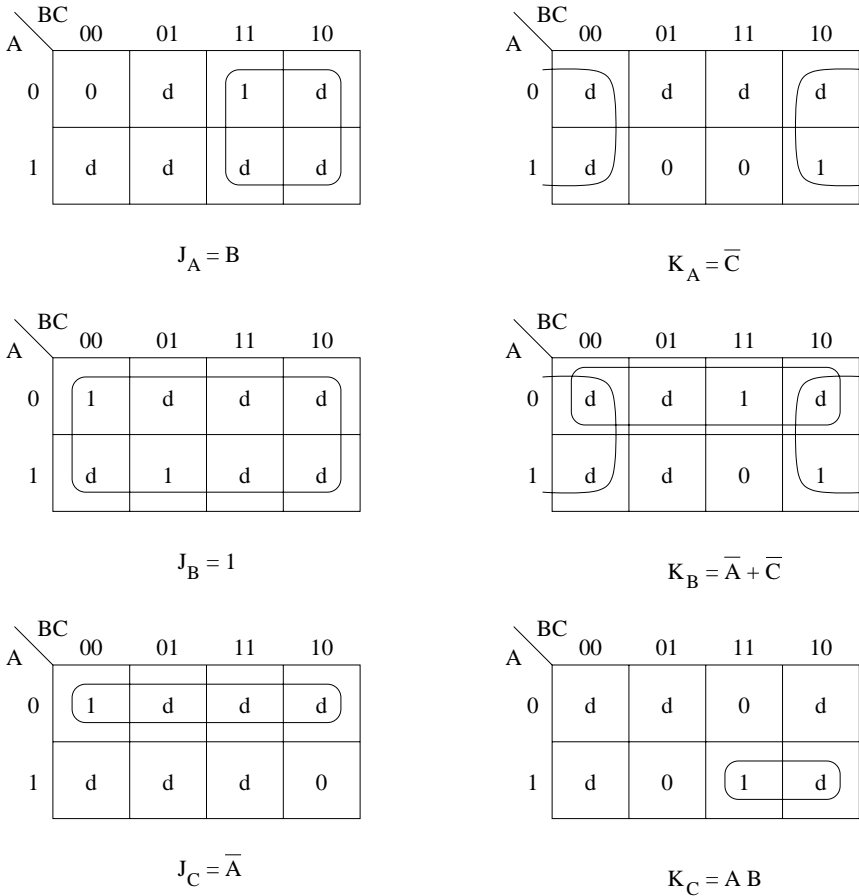 BC
A 00 01 11 10
0 0 d 1 d
1 d d d d
J_A = B
BC
A 00 01 11 10
0 d d d d
1 d 0 0 1
K_A = C̅
BC
A 00 01 11 10
0 1 d d d
1 d 1 d d
J_B = 1
BC
A 00 01 11 10
0 d d 1 d
1 d d 0 1
K_B = A̅ + C̅
BC
A 00 01 11 10
0 1 d d d
1 d d d 0
J_C = A̅
BC
A 00 01 11 10
0 d d 0 d
1 d 0 1 d
K_C = A B